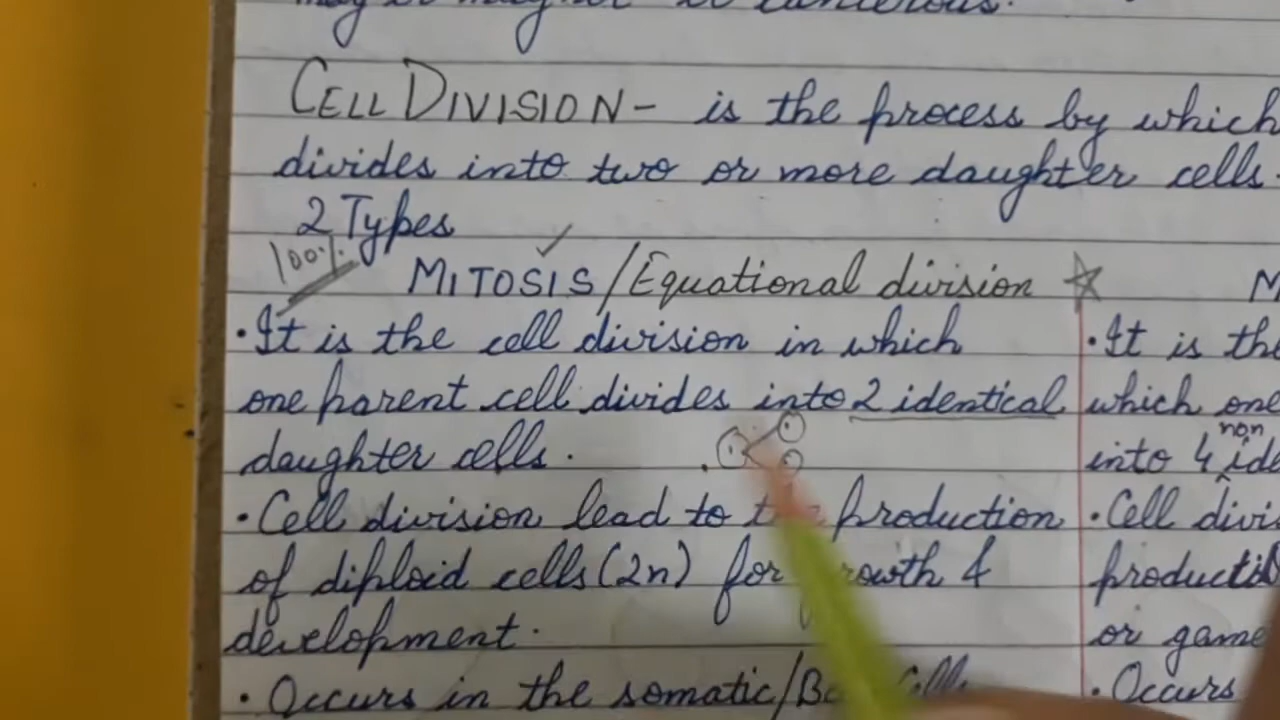 CELL DIVISION - is the process by which
divides into two or more daughter cells.
2 Types
100%
MITOSIS / Equational division
• It is the cell division in which
one parent cell divides into 2 identical
daughter cells.
• Cell division lead to the production
of diploid cells (2n) for growth &
development.
• Occurs in the somatic/Body Cells
• It is the
which one
non
into 4 ide
• Cell divi
or game
• Occurs